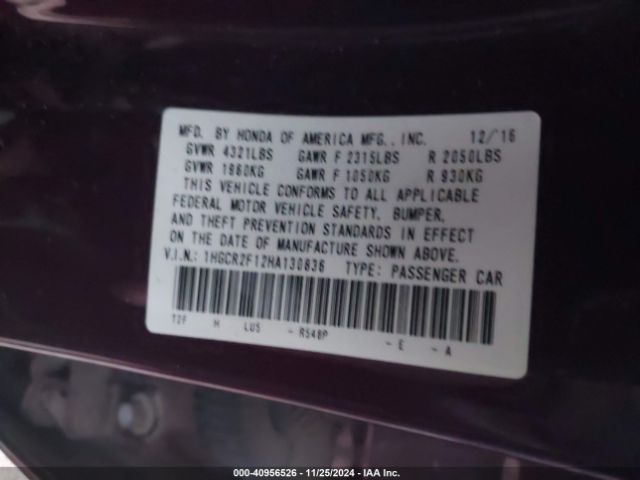 MFD. BY HONDA OF AMERICA MFG., INC. 12/'16
GVWR 4321LBS GAWR F 2315LBS R 2050LBS
GVWR 1960KG GAWR F 1050KG R 930KG
THIS VEHICLE CONFORMS TO ALL APPLICABLE
FEDERAL MOTOR VEHICLE SAFETY, BUMPER,
AND THEFT PREVENTION STANDARDS IN EFFECT
ON THE DATE OF MANUFACTURE SHOWN ABOVE.
V.I.N.: 1HGCR2F12HA130836 TYPE: PASSENGER CAR
T2F H LU5 - R548P - E - A
000-40956526 - 11/25/2024 - IAA Inc.